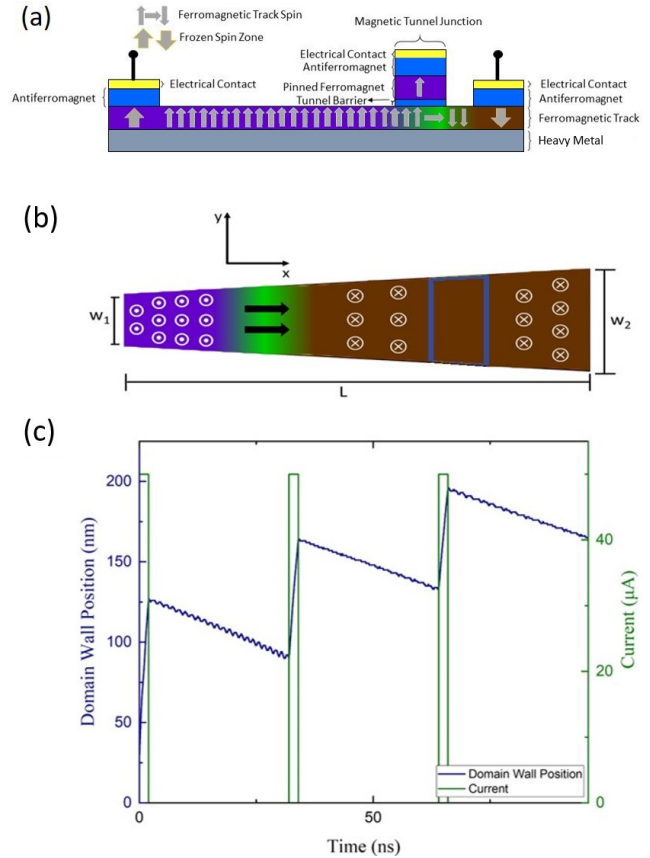 (a)
Ferromagnetic Track Spin
Frozen Spin Zone
Magnetic Tunnel Junction
Electrical Contact
Antiferromagnet
Pinned Ferromagnet
Tunnel Barrier
Electrical Contact
Antiferromagnet
Electrical Contact
Antiferromagnet
Ferromagnetic Track
Heavy Metal
(b)
y
x
w1
w2
L
(c)
Domain Wall Position (nm)
200
150
100
50
0
Current (µA)
40
20
0
Domain Wall Position
Current
0
50
Time (ns)